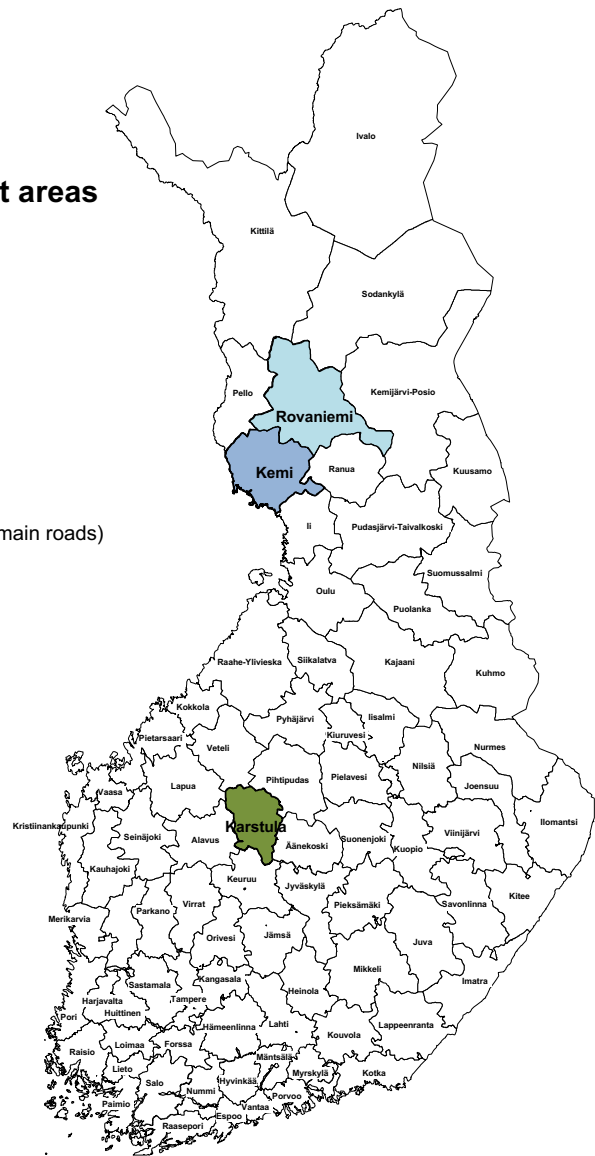 Ivalo
t areas
Kittilä
Sodankylä
Pello
Kemijärvi-Posio
Rovaniemi
Kemi
Ranua
Kuusamo
Ii
Pudasjärvi-Taivalkoski
main roads)
Suomussalmi
Oulu
Puolanka
Raahe-Ylivieska
Siikalatva
Kajaani
Kuhmo
Kokkola
Pyhäjärvi
Iisalmi
Kiuruvesi
Pietarsaari
Veteli
Nurmes
Nilsiä
Pihtipudas
Pielavesi
Joensuu
Lapua
Vaasa
Kristiinankaupunki
Karstula
Ilomantsi
Seinäjoki
Alavus
Äänekoski
Suonenjoki
Kuopio
Viinijärvi
Kauhajoki
Keuruu
Jyväskylä
Kitee
Virrat
Pieksämäki
Savonlinna
Merikarvia
Parkano
Orivesi
Jämsä
Juva
Mikkeli
Kangasala
Imatra
Sastamala
Heinola
Harjavalta
Tampere
Huittinen
Pori
Hämeenlinna
Lahti
Lappeenranta
Kouvola
Raisio
Loimaa
Forssa
Mäntsälä
Lieto
Myrskylä
Kotka
Salo
Hyvinkää
Nummi
Porvoo
Paimio
Vantaa
Espoo
Raasepori